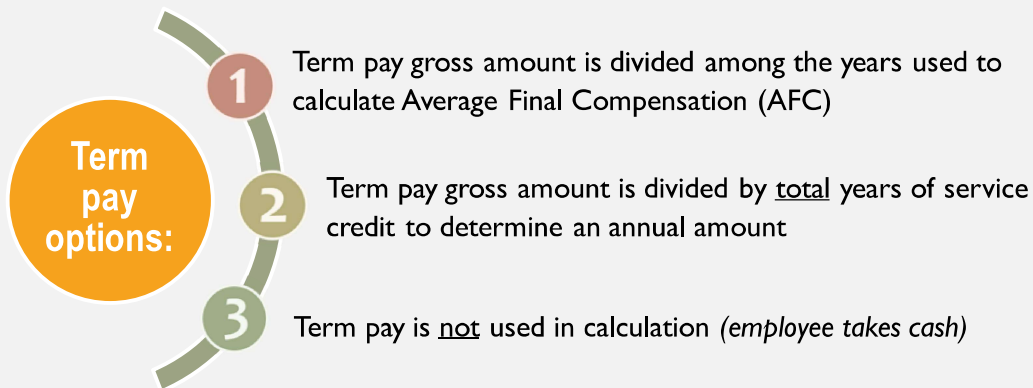 Term
pay
options:
1
Term pay gross amount is divided among the years used to
calculate Average Final Compensation (AFC)
2
Term pay gross amount is divided by total years of service
credit to determine an annual amount
3
Term pay is not used in calculation (employee takes cash)